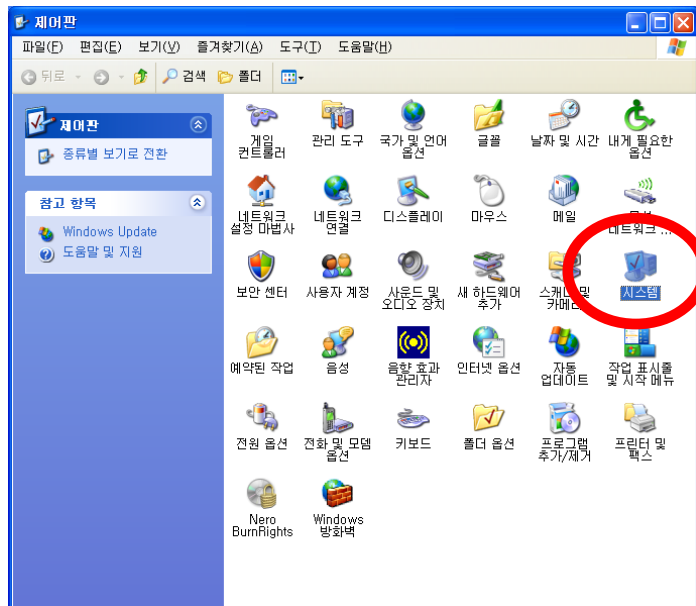 제어판
파일(F) 편집(E) 보기(V) 즐겨찾기(A) 도구(T) 도움말(H)
뒤로 검색 폴더
제어판
종류별 보기로 전환
참고 항목
Windows Update
도움말 및 지원
게임
컨트롤러
관리 도구
국가 및 언어
옵션
글꼴
날짜 및 시간
내게 필요한
옵션
네트워크
설정 마법사
네트워크
연결
디스플레이
마우스
메일
네트워크 ...
보안 센터
사용자 계정
사운드 및
오디오 장치
새 하드웨어
추가
스캐너 및
카메라
시스템
예약된 작업
음성
음향 효과
관리자
인터넷 옵션
자동
업데이트
작업 표시줄
및 시작 메뉴
전원 옵션
전화 및 모뎀
옵션
키보드
폴더 옵션
프로그램
추가/제거
프린터 및
팩스
Nero
BurnRights
Windows
방화벽